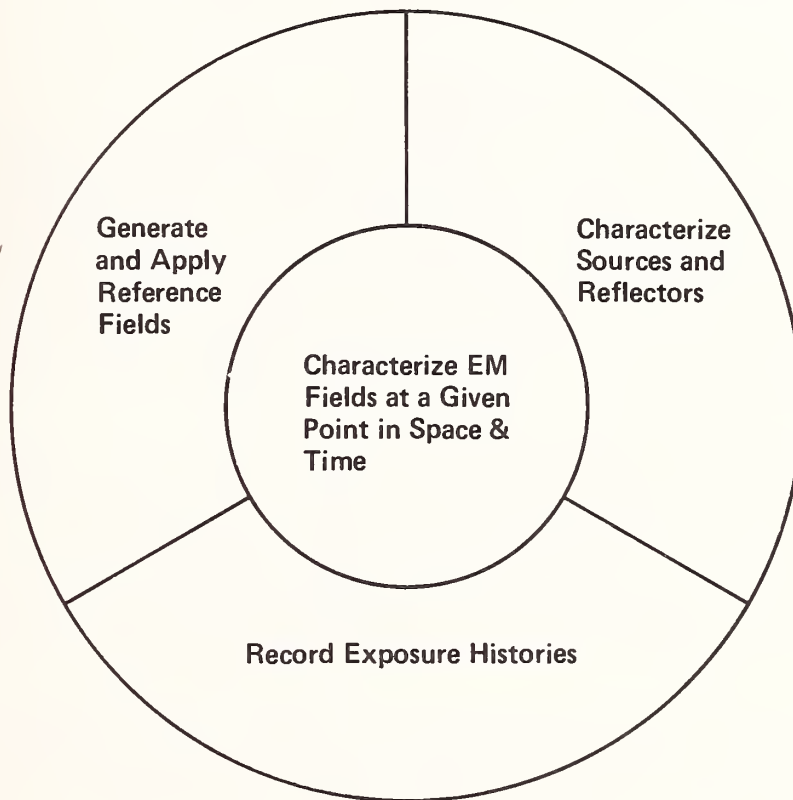 Generate
and Apply
Reference
Fields
Characterize
Sources and
Reflectors
Characterize EM
Fields at a Given
Point in Space &
Time
Record Exposure Histories